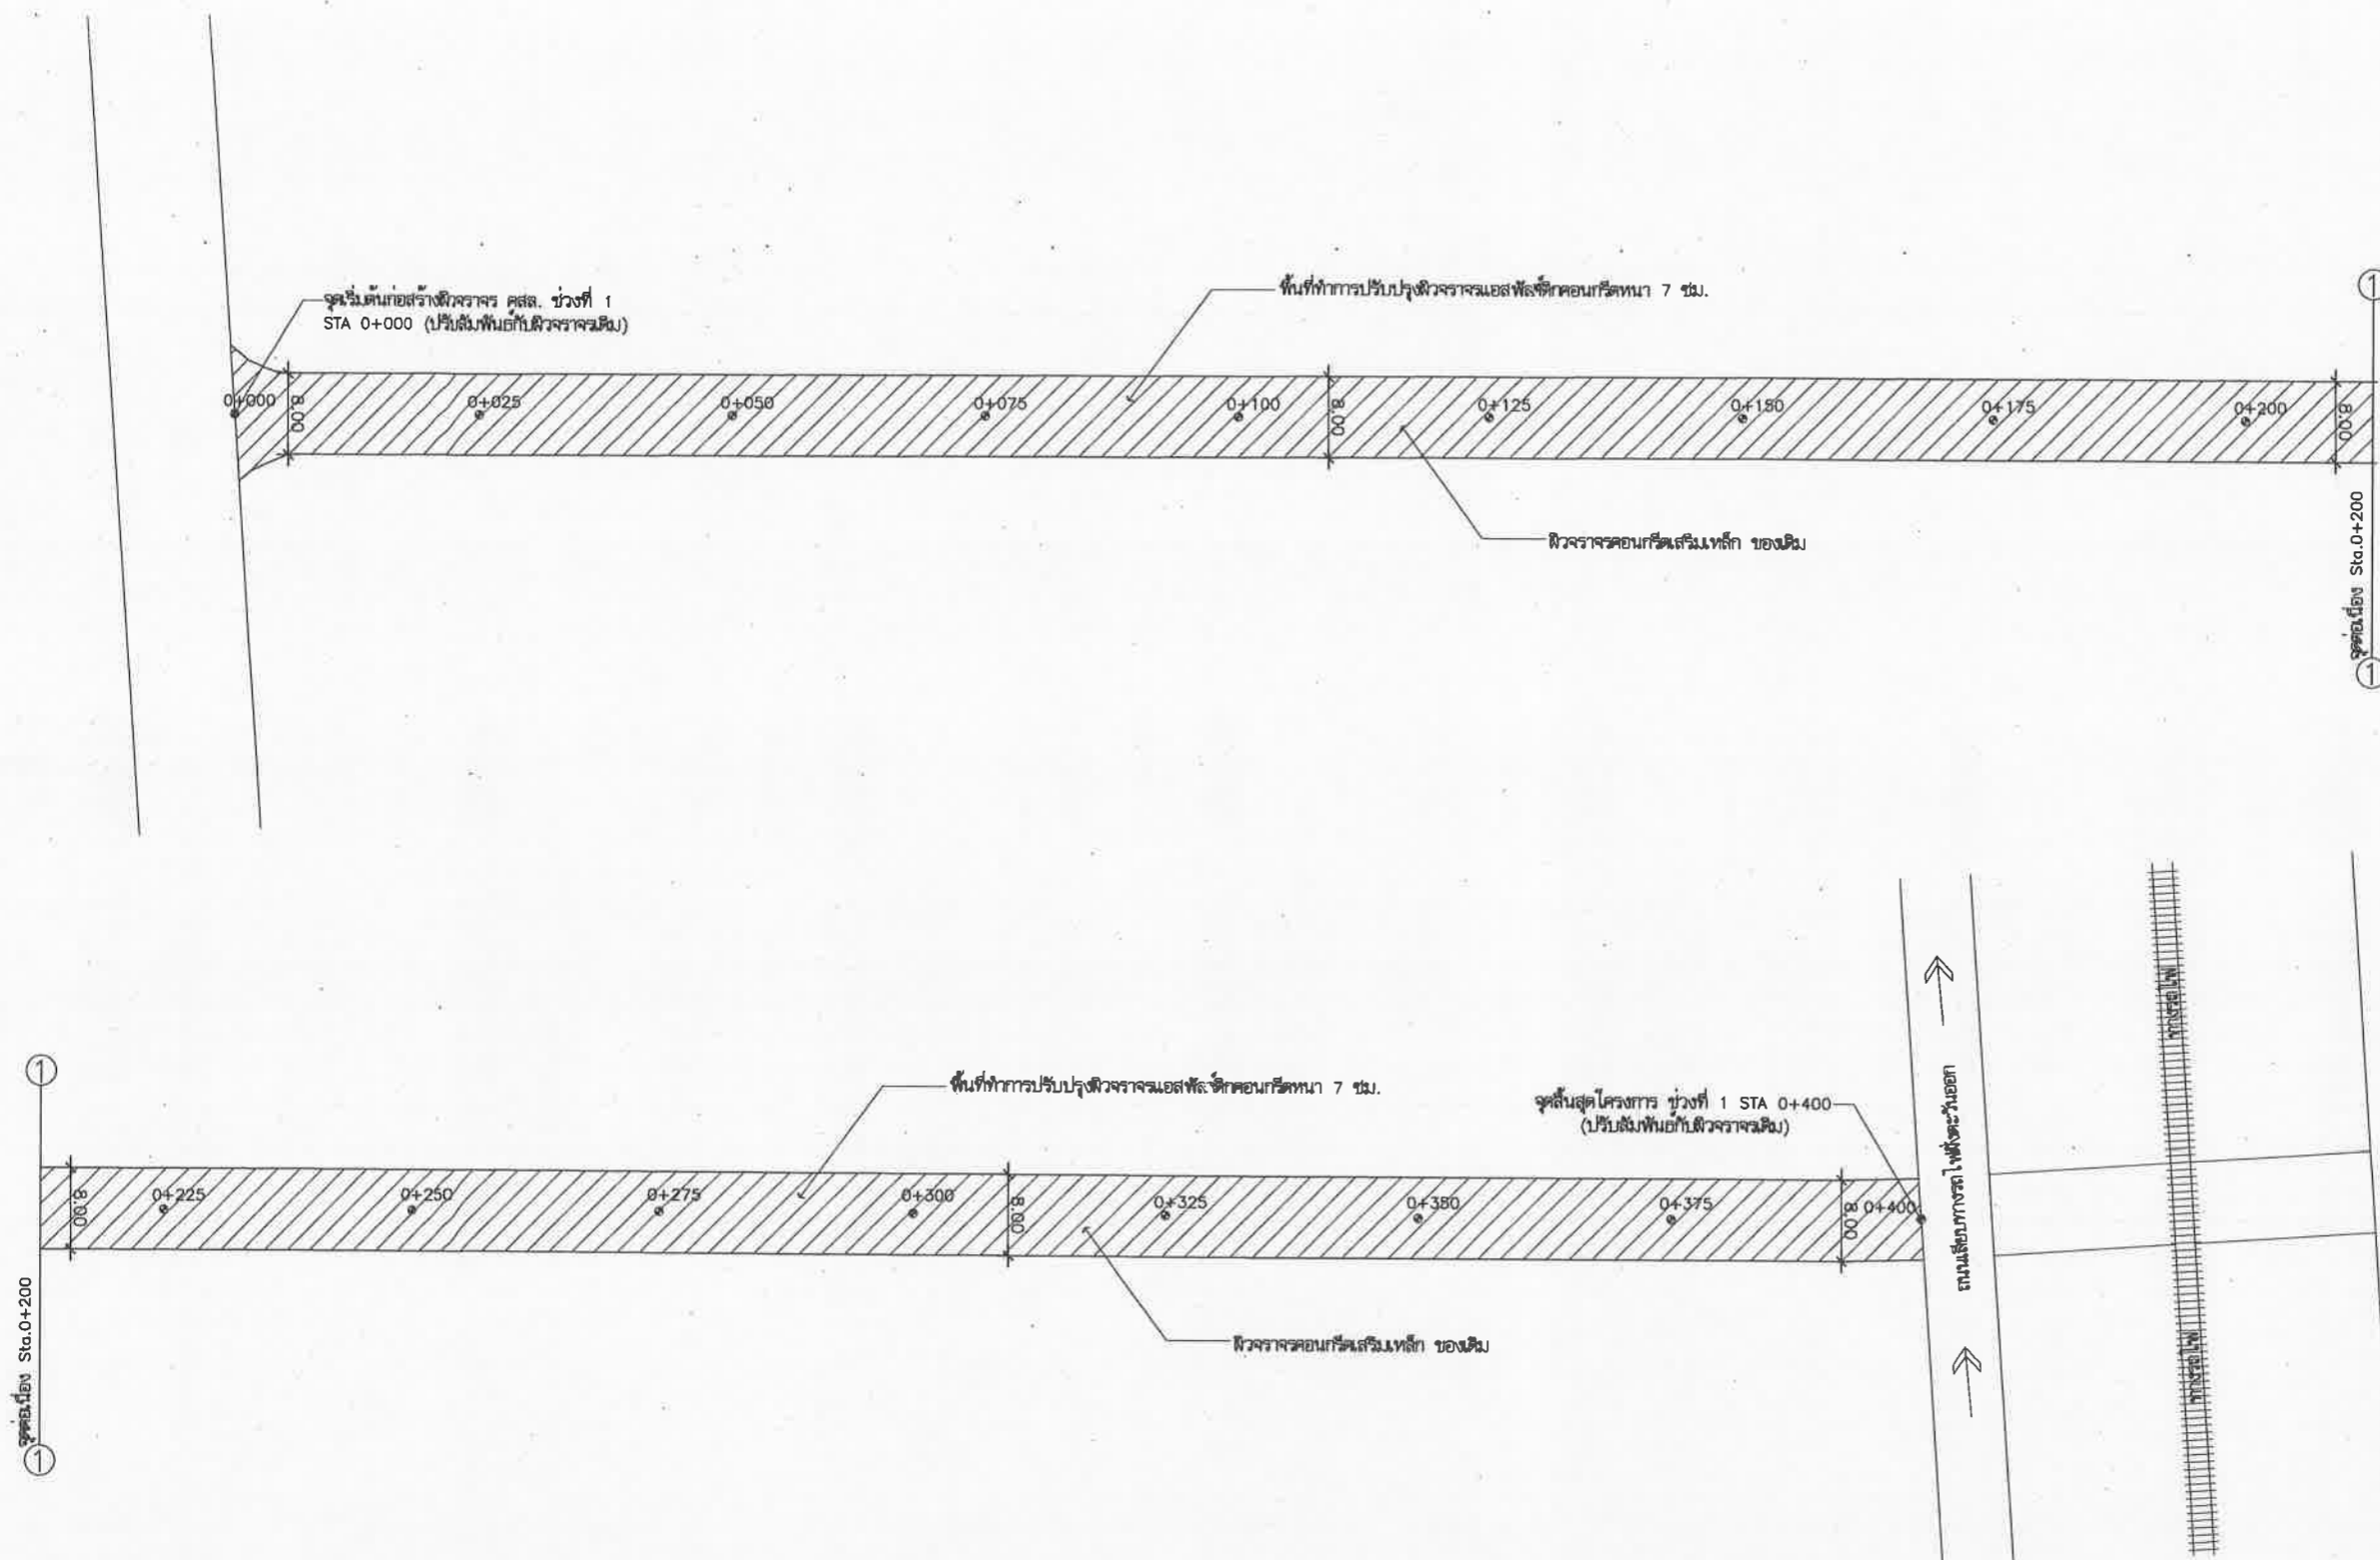 จุดเริ่มต้นก่อสร้างผิวจราจร คสล. ช่วงที่ 1
STA 0+000 (ปรับสัมพันธ์กับผิวจราจรเดิม)
พื้นที่ทำการปรับปรุงผิวจราจรแอสฟัลท์ติกคอนกรีตหนา 7 ซม.
1
0+000
8.00
0+025
0+050
0+075
0+100
8.00
0+125
0+150
0+175
0+200
8.00
ผิวจราจรคอนกรีตเสริมเหล็ก ของเดิม
จุดต่อเนื่อง Sta.0+200
1
1
พื้นที่ทำการปรับปรุงผิวจราจรแอสฟัลท์ติกคอนกรีตหนา 7 ซม.
จุดสิ้นสุดโครงการ ช่วงที่ 1 STA 0+400
(ปรับสัมพันธ์กับผิวจราจรเดิม)
8.00
0+225
0+250
0+275
0+300
8.00
0+325
0+350
0+375
8.00
0+400
ถนนเลียบทางรถไฟฝั่งตะวันออก
ทางรถไฟ
ทางรถไฟ
ผิวจราจรคอนกรีตเสริมเหล็ก ของเดิม
จุดต่อเนื่อง Sta.0+200
1